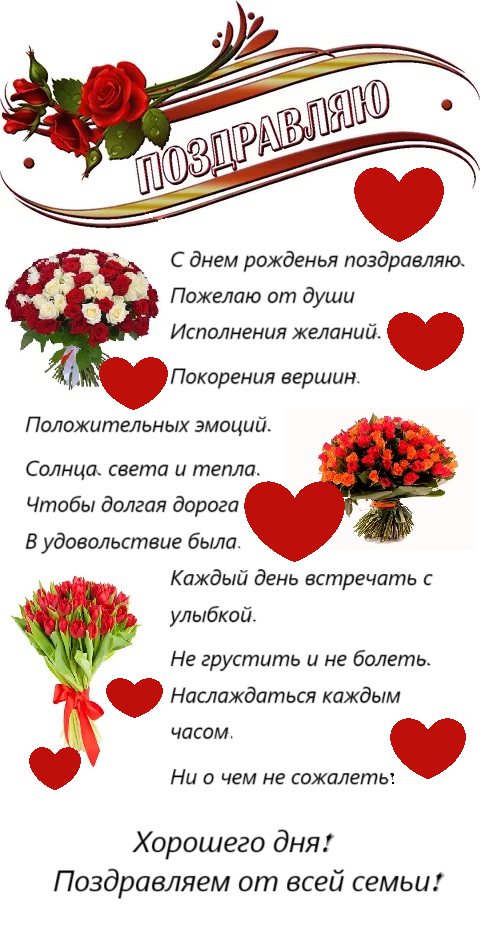 ПОЗДРАВЛЯЮ
С днем рожденья поздравляю.
Пожелаю от души
Исполнения желаний.
Покорения вершин.
Положительных эмоций.
Солнца. света и тепла.
Чтобы долгая дорога
В удовольствие была.
Каждый день встречать с
улыбкой.
Не грустить и не болеть.
Наслаждаться каждым
часом.
Ни о чем не сожалеть!
Хорошего дня!
Поздравляем от всей семьи!